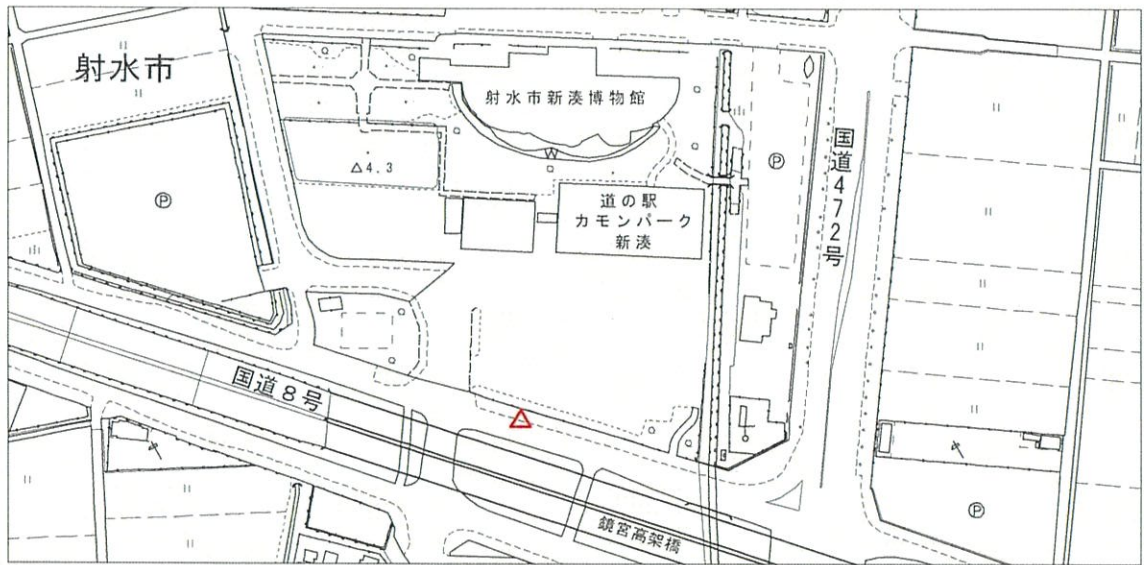 射水市
射水市新湊博物館
△4.3
道の駅
カモンパーク
新湊
国道472号
国道8号
鏡宮高架橋
Ⓟ
Ⓟ
Ⓟ